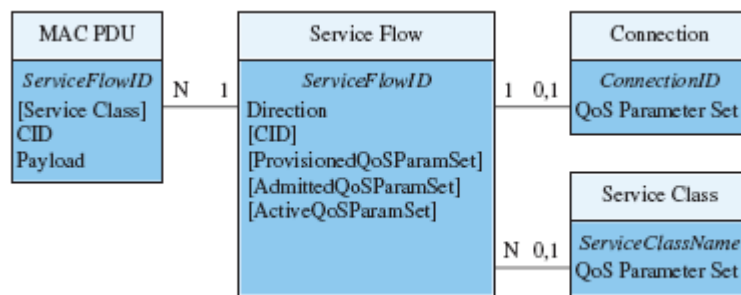 MAC PDU
ServiceFlowID
[Service Class]
CID
Payload
N 1
Service Flow
ServiceFlowID
Direction
[CID]
[ProvisionedQoSParamSet]
[AdmittedQoSParamSet]
[ActiveQoSParamSet]
1 0,1
Connection
ConnectionID
QoS Parameter Set
N 0,1
Service Class
ServiceClassName
QoS Parameter Set